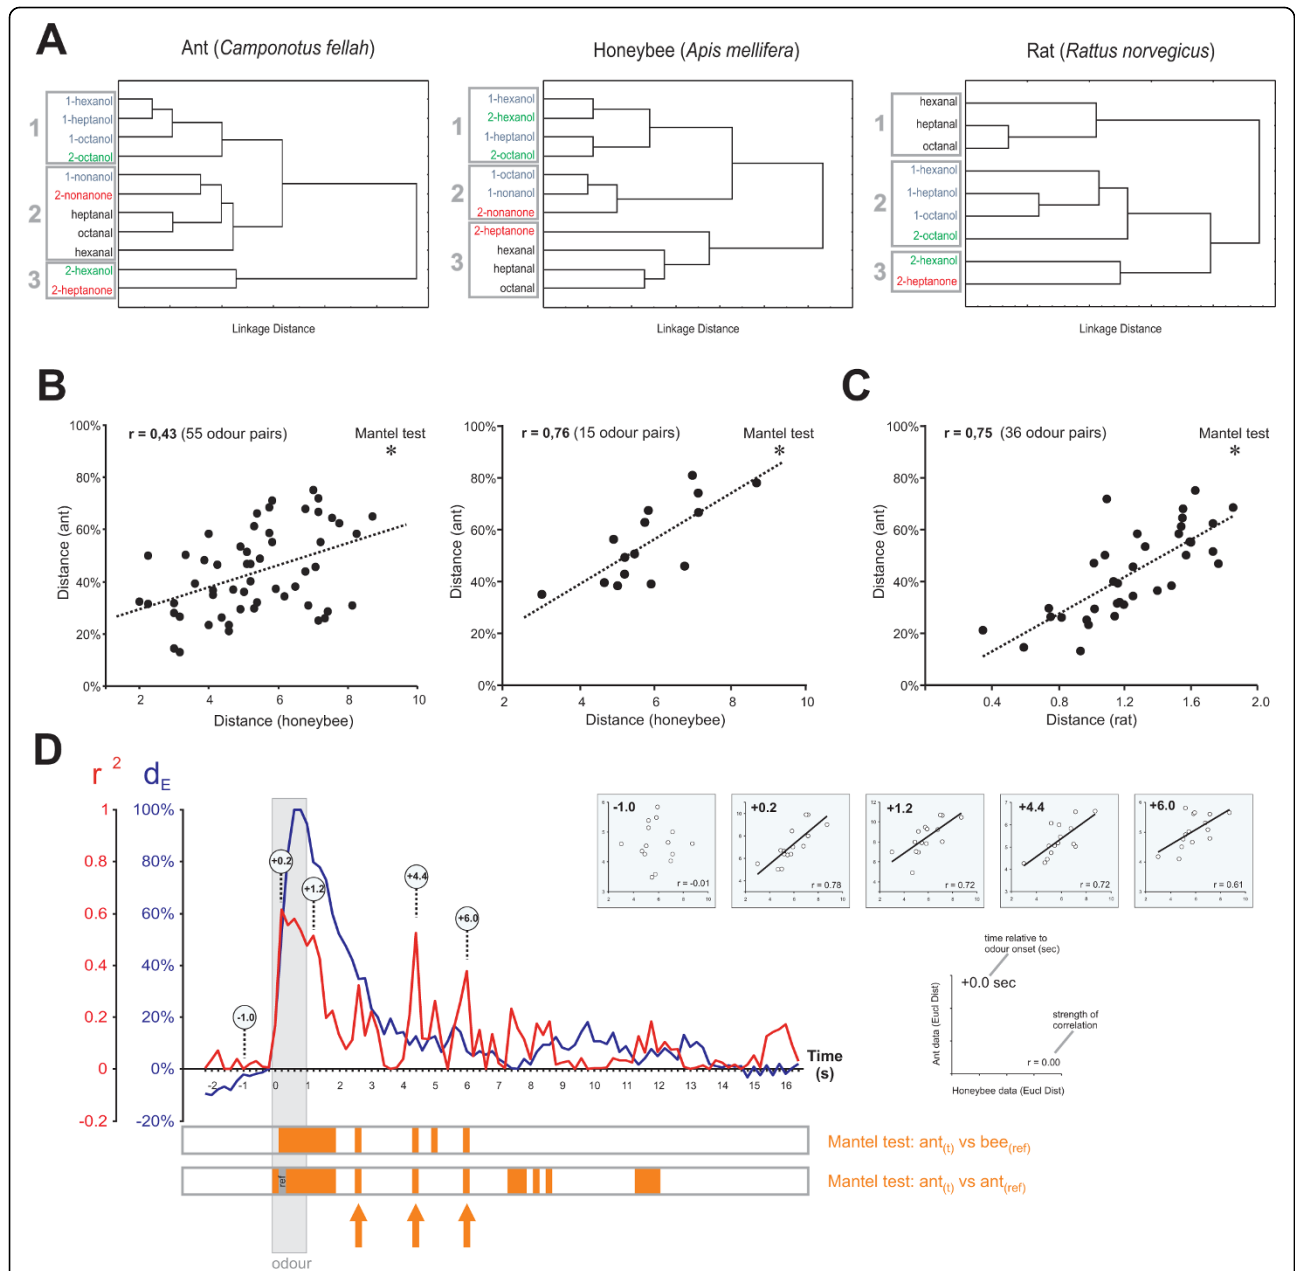 A
Ant (Camponotus fellah)
Honeybee (Apis mellifera)
Rat (Rattus norvegicus)
1
1-hexanol
1-heptanol
1-octanol
2-octanol
2
1-nonanol
2-nonanone
heptanal
octanal
hexanal
3
2-hexanol
2-heptanone
Linkage Distance
1
1-hexanol
2-hexanol
1-heptanol
2-octanol
2
1-octanol
1-nonanol
2-nonanone
3
2-heptanone
hexanal
heptanal
octanal
Linkage Distance
1
hexanal
heptanal
octanal
2
1-hexanol
1-heptanol
1-octanol
2-octanol
3
2-hexanol
2-heptanone
Linkage Distance
B
r = 0,43 (55 odour pairs)
Mantel test
*
Distance (ant)
100%
80%
60%
40%
20%
0%
2 4 6 8 10
Distance (honeybee)
r = 0,76 (15 odour pairs)
Mantel test
*
Distance (ant)
100%
80%
60%
40%
20%
0%
2 4 6 8 10
Distance (honeybee)
C
r = 0,75 (36 odour pairs)
Mantel test
*
Distance (ant)
100%
80%
60%
40%
20%
0%
0.4 0.8 1.2 1.6 2.0
Distance (rat)
D
r 2
dE
1
0.8
0.6
0.4
0.2
0
-0.2
100%
80%
60%
40%
20%
0%
-20%
-1.0
+0.2
+1.2
+4.4
+6.0
-2 -1 0 1 2 3 4 5 6 7 8 9 10 11 12 13 14 15 16
Time
(s)
-1.0
r = -0.01
+0.2
r = 0.78
+1.2
r = 0.72
+4.4
r = 0.72
+6.0
r = 0.61
time relative to
odour onset (sec)
+0.0 sec
strength of
correlation
r = 0.00
Ant data (Eucl Dist)
Honeybee data (Eucl Dist)
Mantel test: ant(t) vs bee(ref)
ref
Mantel test: ant(t) vs ant(ref)
odour